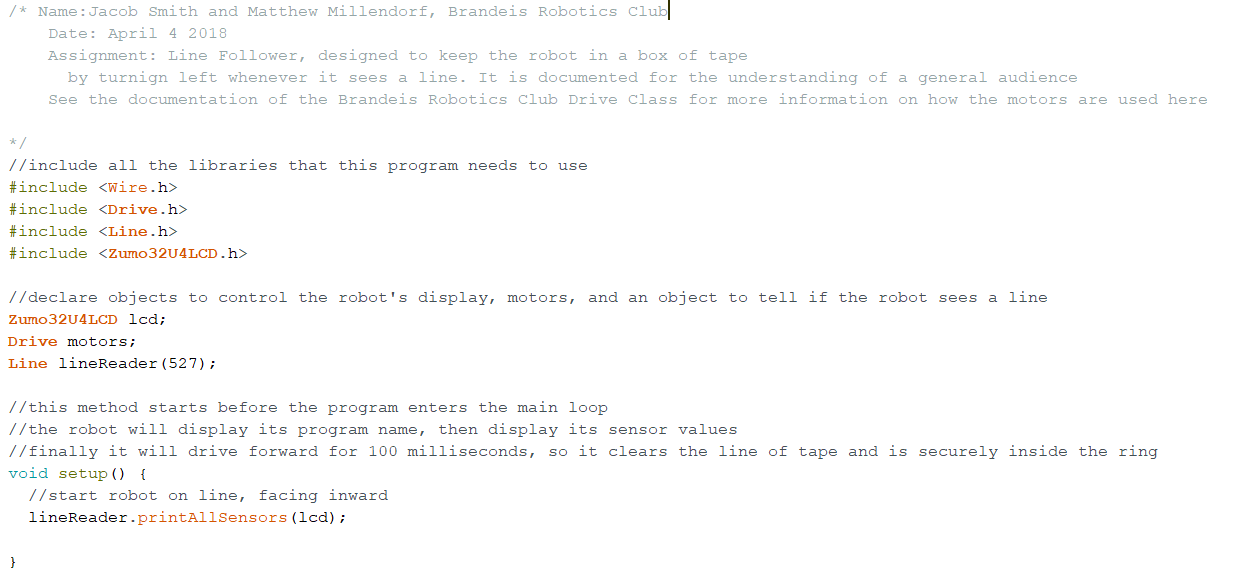 /* Name:Jacob Smith and Matthew Millendorf, Brandeis Robotics Club
    Date: April 4 2018
    Assignment: Line Follower, designed to keep the robot in a box of tape
      by turnign left whenever it sees a line. It is documented for the understanding of a general audience
    See the documentation of the Brandeis Robotics Club Drive Class for more information on how the motors are used here

*/
//include all the libraries that this program needs to use
#include <Wire.h>
#include <Drive.h>
#include <Line.h>
#include <Zumo32U4LCD.h>

//declare objects to control the robot's display, motors, and an object to tell if the robot sees a line
Zumo32U4LCD lcd;
Drive motors;
Line lineReader(527);

//this method starts before the program enters the main loop
//the robot will display its program name, then display its sensor values
//finally it will drive forward for 100 milliseconds, so it clears the line of tape and is securely inside the ring
void setup() {
  //start robot on line, facing inward
  lineReader.printAllSensors(lcd);

}